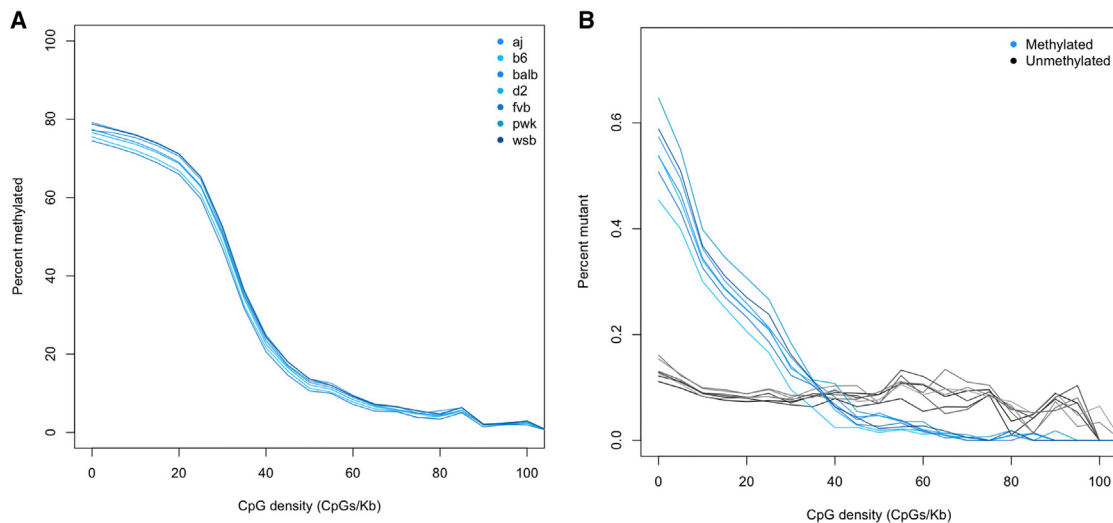 A
100
80
60
40
20
0
Percent methylated
0 20 40 60 80 100
CpG density (CpGs/Kb)
aj
b6
balb
d2
fvb
pwk
wsb
B
0.6
0.4
0.2
0.0
Percent mutant
0 20 40 60 80 100
CpG density (CpGs/Kb)
Methylated
Unmethylated